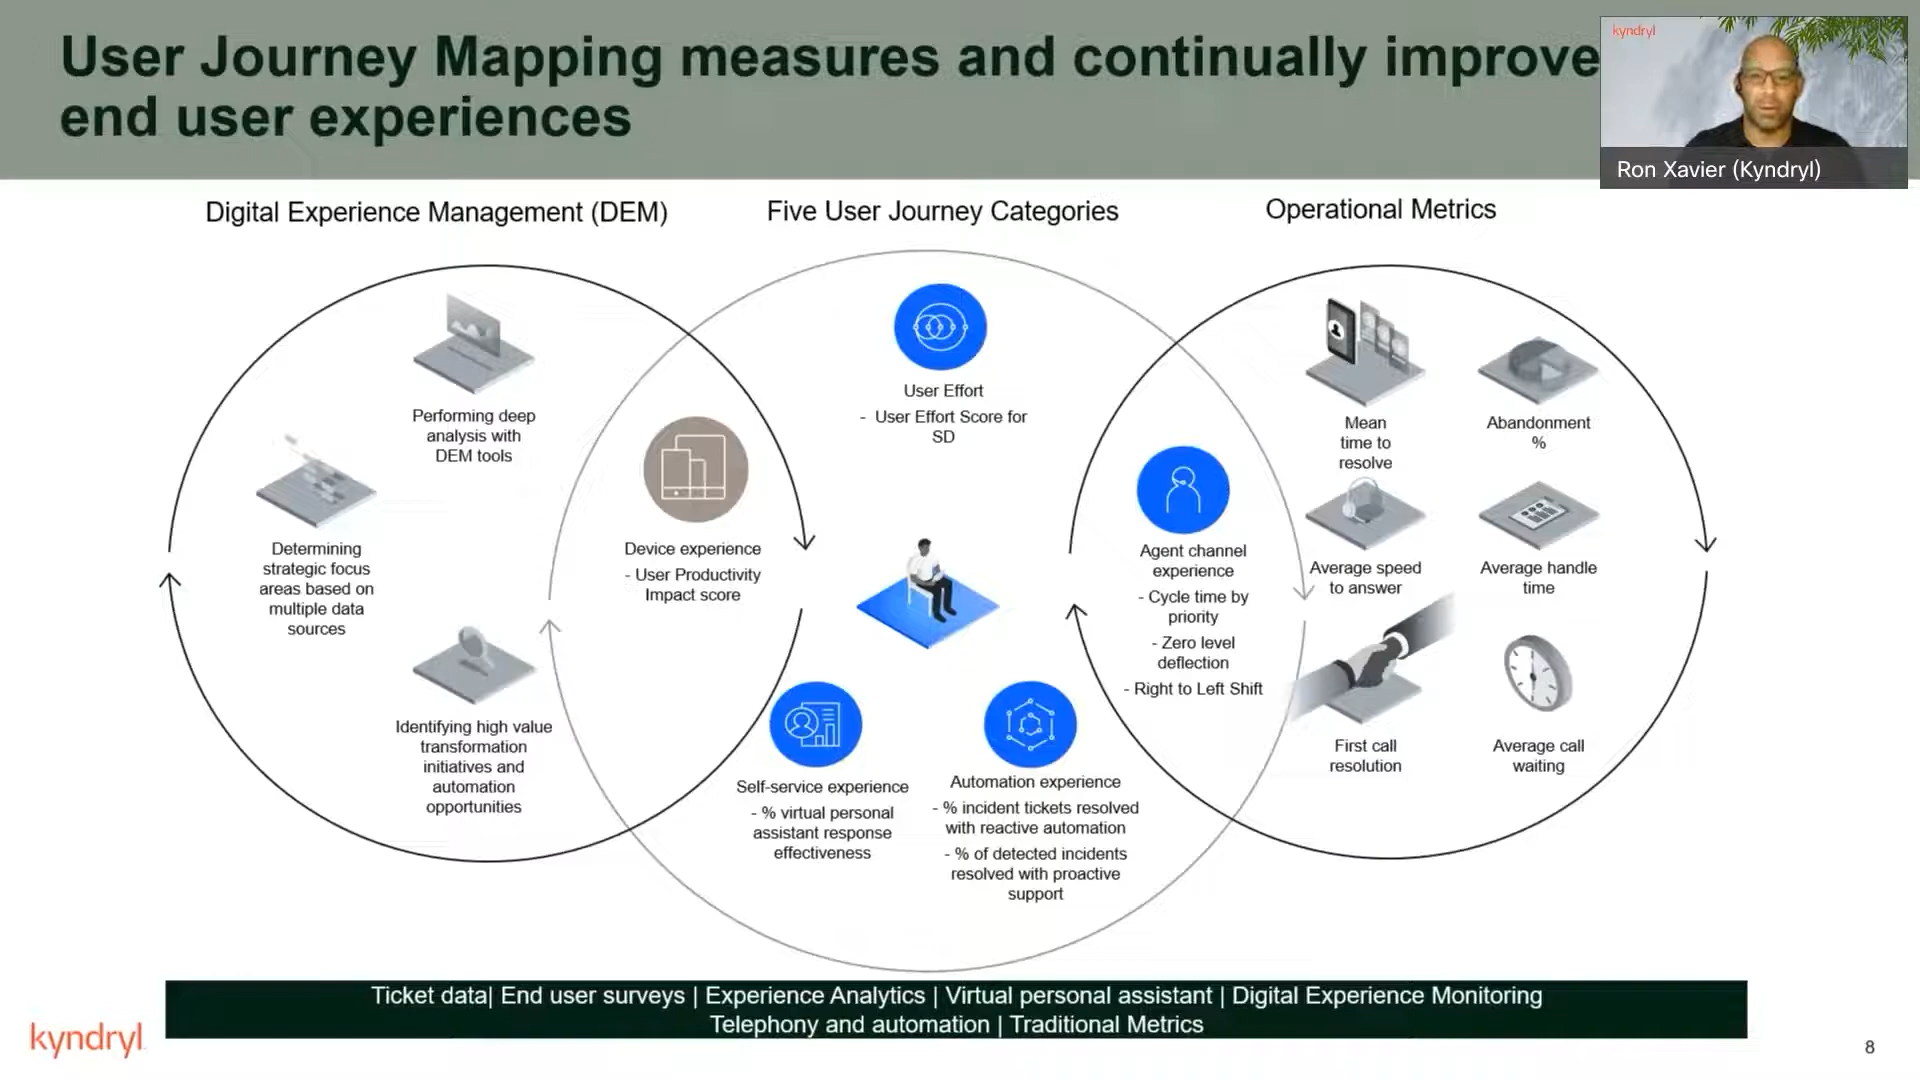 User Journey Mapping measures and continually improve
end user experiences
kyndryl
Ron Xavier (Kyndryl)
Digital Experience Management (DEM)
Five User Journey Categories
Operational Metrics
Performing deep
analysis with
DEM tools
Determining
strategic focus
areas based on
multiple data
sources
Identifying high value
transformation
initiatives and
automation
opportunities
Device experience
- User Productivity
Impact score
User Effort
- User Effort Score for
SD
Self-service experience
- % virtual personal
assistant response
effectiveness
Automation experience
- % incident tickets resolved
with reactive automation
- % of detected incidents
resolved with proactive
support
Agent channel
experience
- Cycle time by
priority
- Zero level
deflection
- Right to Left Shift
Mean
time to
resolve
Abandonment
%
Average speed
to answer
Average handle
time
First call
resolution
Average call
waiting
Ticket data| End user surveys | Experience Analytics | Virtual personal assistant | Digital Experience Monitoring
Telephony and automation | Traditional Metrics
kyndryl
8